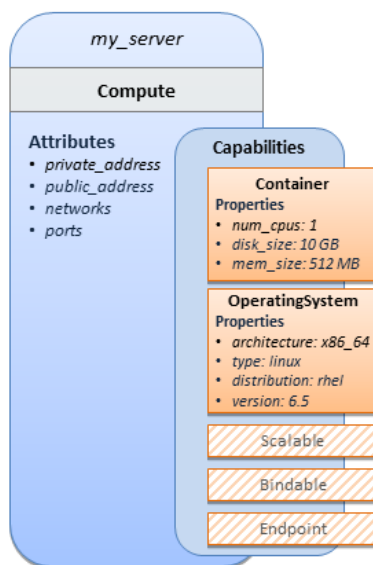 my_server
Compute
Attributes
• private_address
• public_address
• networks
• ports
Capabilities
Container
Properties
• num_cpus: 1
• disk_size: 10 GB
• mem_size: 512 MB
OperatingSystem
Properties
• architecture: x86_64
• type: linux
• distribution: rhel
• version: 6.5
Scalable
Bindable
Endpoint